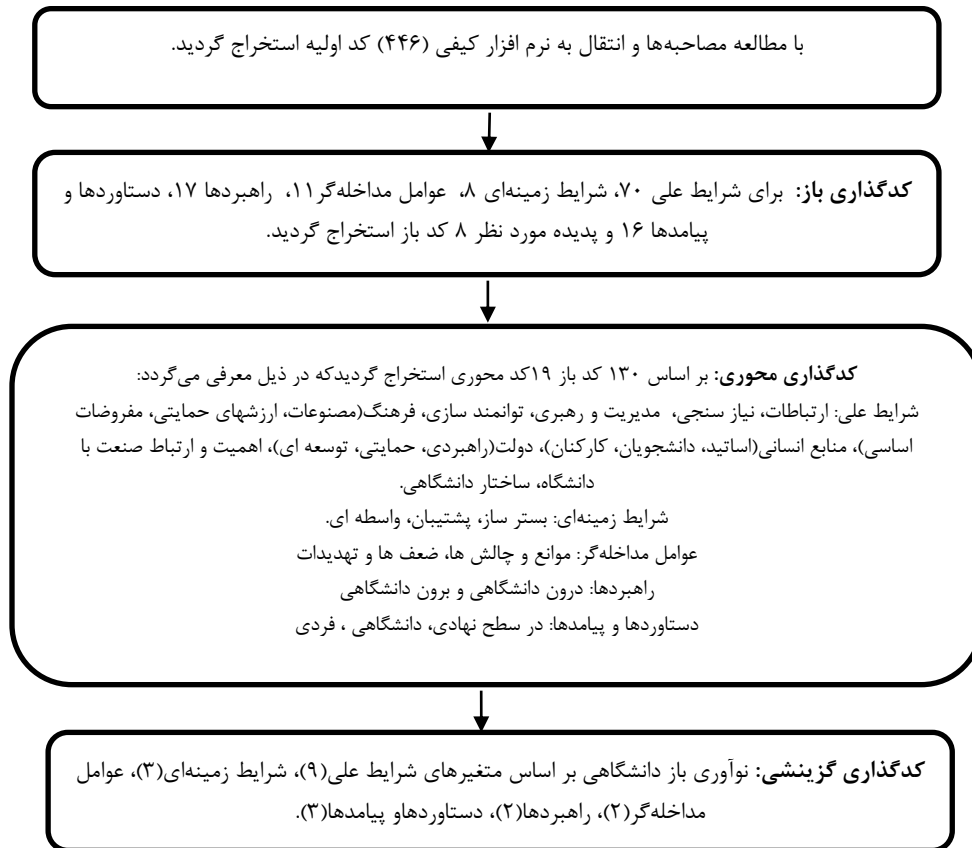 با مطالعه مصاحبه‌ها و انتقال به نرم افزار کیفی (۴۴۶) کد اولیه استخراج گردید.
کدگذاری باز: برای شرایط علی ۷۰، شرایط زمینه‌ای ۸، عوامل مداخله‌گر۱۱، راهبردها ۱۷، دستاوردها و
پیامدها ۱۶ و پدیده مورد نظر ۸ کد باز استخراج گردید.
کدگذاری محوری: بر اساس ۱۳۰ کد باز ۱۹کد محوری استخراج گردیدکه در ذیل معرفی می‌گردد:
شرایط علی: ارتباطات، نیاز سنجی، مدیریت و رهبری، توانمند سازی، فرهنگ(مصنوعات، ارزشهای حمایتی، مفروضات
اساسی)، منابع انسانی(اساتید، دانشجویان، کارکنان)، دولت(راهبردی، حمایتی، توسعه ای)، اهمیت و ارتباط صنعت با
دانشگاه، ساختار دانشگاهی.
شرایط زمینه‌ای: بستر ساز، پشتیبان، واسطه ای.
عوامل مداخله‌گر: موانع و چالش ها، ضعف ها و تهدیدات
راهبردها: درون دانشگاهی و برون دانشگاهی
دستاوردها و پیامدها: در سطح نهادی، دانشگاهی ، فردی
کدگذاری گزینشی: نوآوری باز دانشگاهی بر اساس متغیرهای شرایط علی(۹)، شرایط زمینه‌ای(۳)، عوامل
مداخله‌گر(۲)، راهبردها(۲)، دستاوردهاو پیامدها(۳).